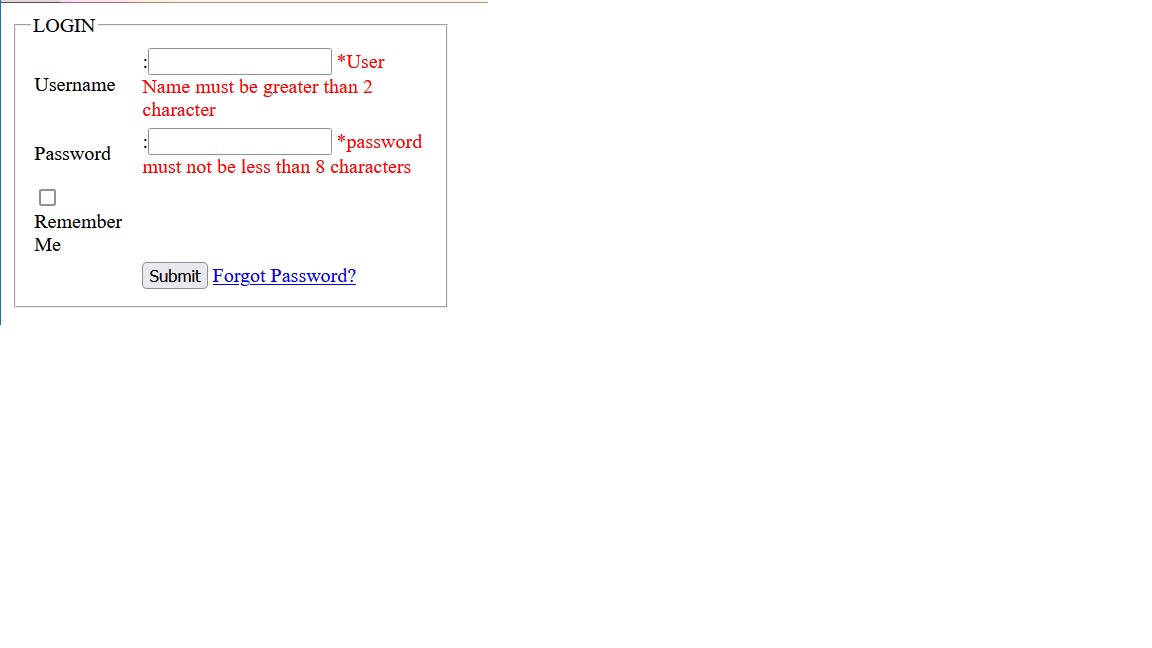 LOGIN
: *User
Username
Name must be greater than 2
character
: *password
Password
must not be less than 8 characters
Remember
Me
Submit Forgot Password?